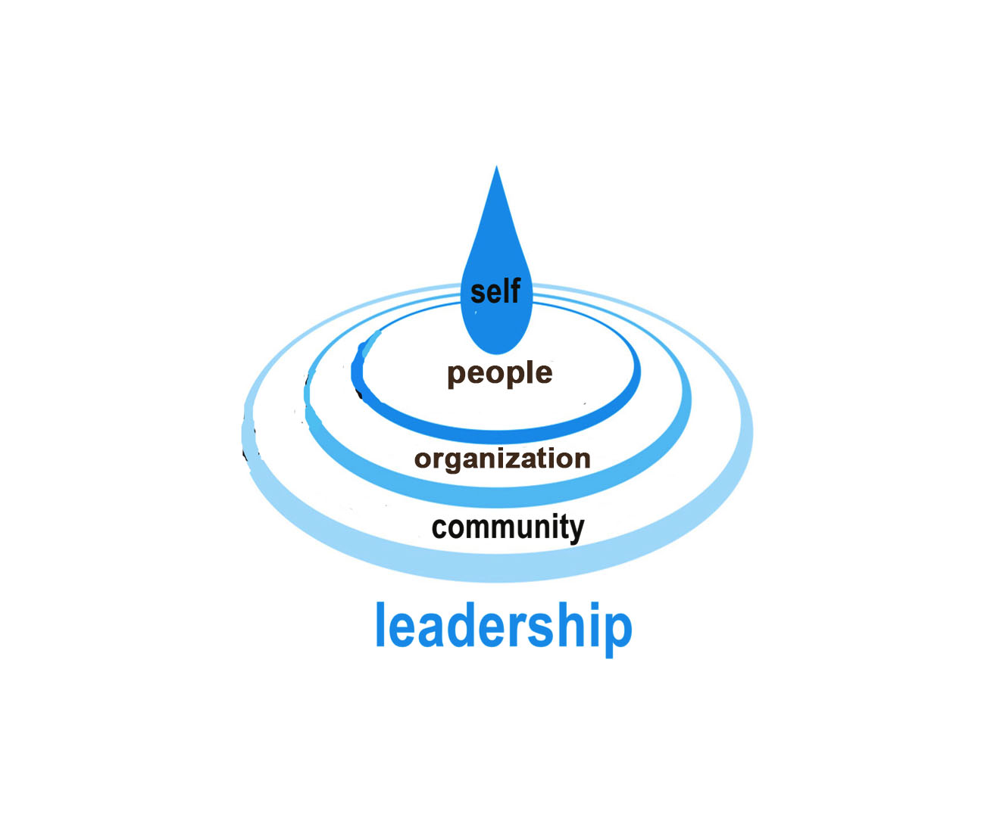 self
people
organization
community
leadership